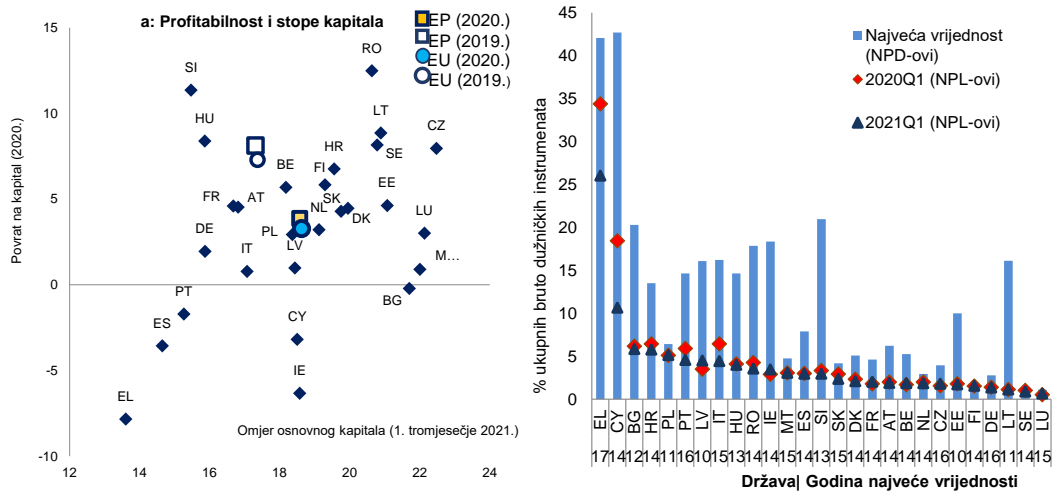 a: Profitabilnost i stope kapitala
EP (2020.)
EP (2019.)
EU (2020.)
EU (2019.)
Povrat na kapital (2020.)
15
10
5
0
-5
-10
12 14 16 18 20 22 24
RO
SI
LT
HU
CZ
SE
HR
BE
FI
EE
FR
AT
SK
NL
DK
LU
DE
PL
IT
LV
M…
BG
PT
CY
ES
IE
EL
Omjer osnovnog kapitala (1. tromjesečje 2021.)
% ukupnih bruto dužničkih instrumenata
45
40
35
30
25
20
15
10
5
0
Najveća vrijednost
(NPD-ovi)
2020Q1 (NPL-ovi)
2021Q1 (NPL-ovi)
EL CY BG HR PL PT LV IT HU RO IE MT ES SI SK DK FR AT BE NL CZ EE FI DE LT SE LU
17 14 12 14 11 16 10 15 13 14 14 15 14 13 15 14 14 12 14 14 16 10 14 16 11 14 15
Država| Godina najveće vrijednosti